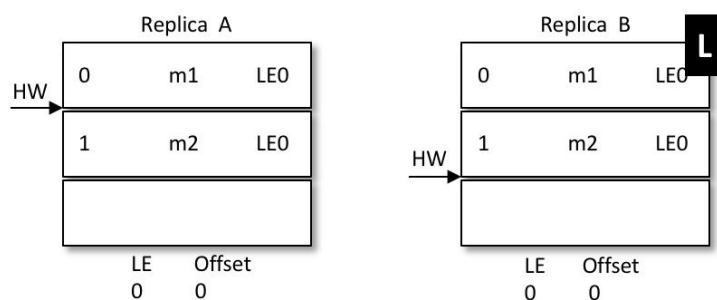 Replica A
0 m1 LE0
HW
1 m2 LE0
LE Offset
0 0
Replica B
L
0 m1 LE0
1 m2 LE0
HW
LE Offset
0 0